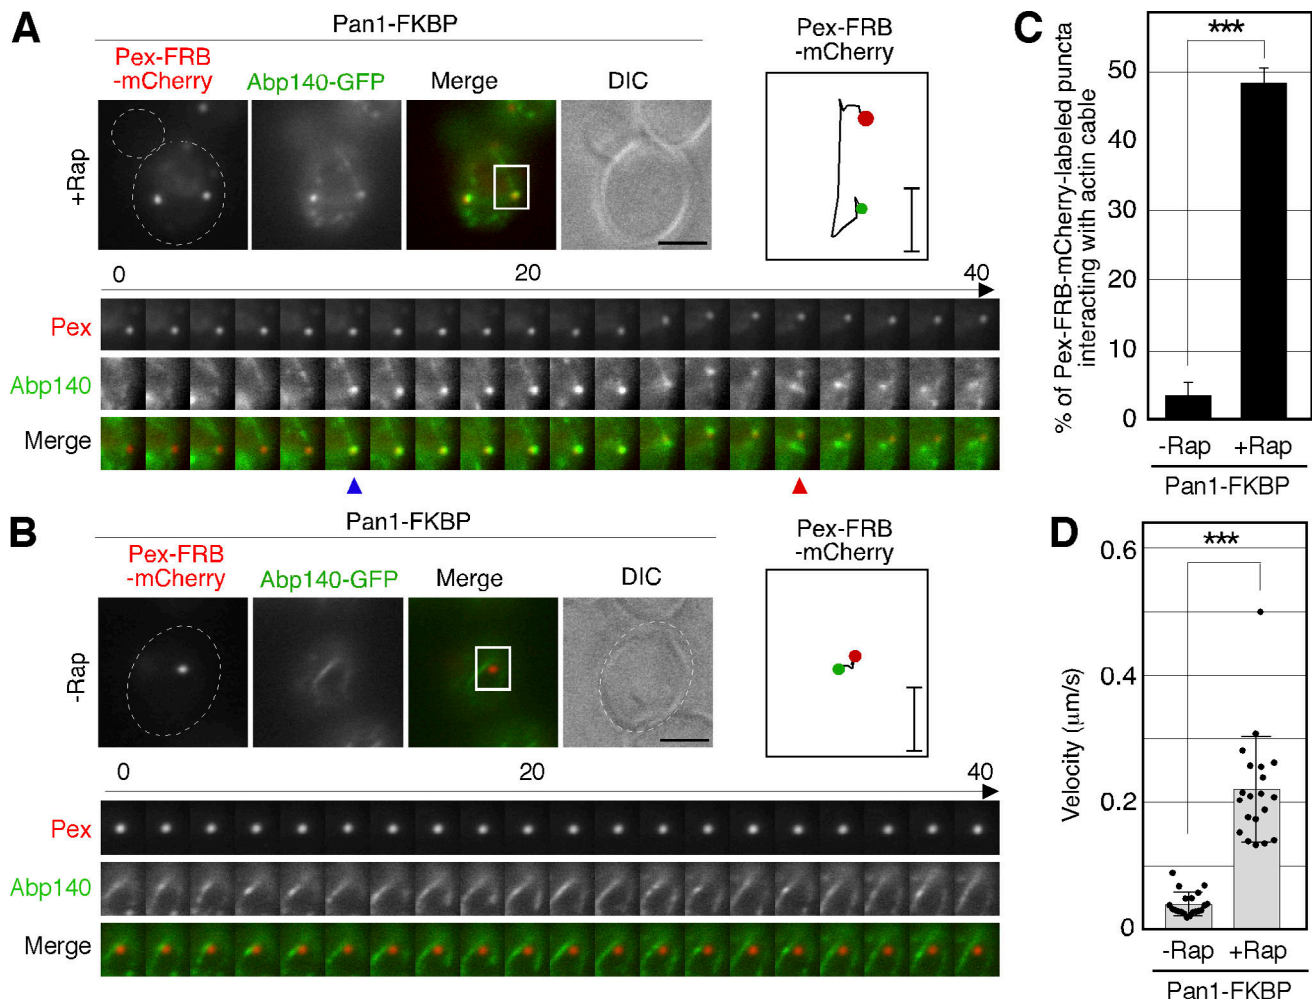 A
Pan1-FKBP
Pex-FRB
-mCherry
Abp140-GFP
Merge
DIC
Pex-FRB
-mCherry
+Rap
0
20
40
Pex
Abp140
Merge
B
Pan1-FKBP
Pex-FRB
-mCherry
Abp140-GFP
Merge
DIC
Pex-FRB
-mCherry
-Rap
0
20
40
Pex
Abp140
Merge
C
% of Pex-FRB-mCherry-labeled puncta
interacting with actin cable
***
50
40
30
20
10
0
-Rap
+Rap
Pan1-FKBP
D
Velocity (μm/s)
***
0.6
0.4
0.2
0
-Rap
+Rap
Pan1-FKBP